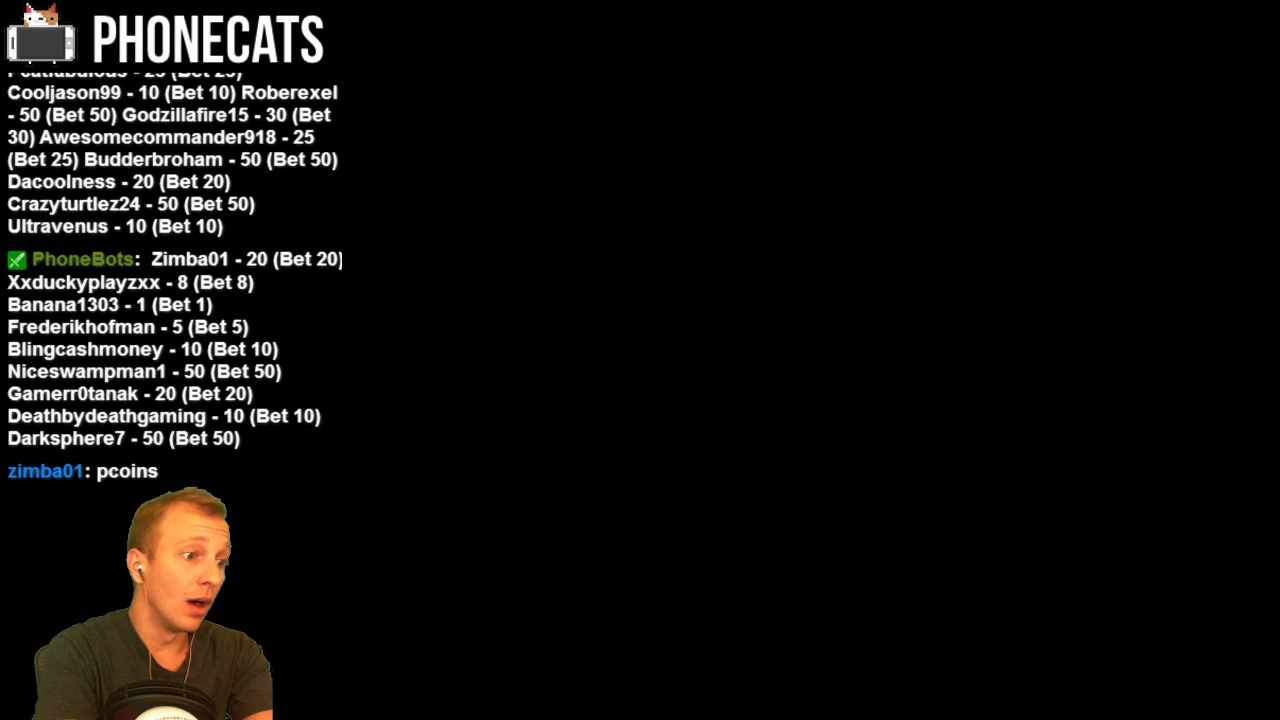 PHONECATS
Cooljason99 - 10 (Bet 10) Roberexel
- 50 (Bet 50) Godzillafire15 - 30 (Bet
30) Awesomecommander918 - 25
(Bet 25) Budderbroham - 50 (Bet 50)
Dacoolness - 20 (Bet 20)
Crazyturtlez24 - 50 (Bet 50)
Ultravenus - 10 (Bet 10)
PhoneBots: Zimba01 - 20 (Bet 20)
Xxduckyplayzxx - 8 (Bet 8)
Banana1303 - 1 (Bet 1)
Frederikhofman - 5 (Bet 5)
Blingcashmoney - 10 (Bet 10)
Niceswampman1 - 50 (Bet 50)
Gamerr0tanak - 20 (Bet 20)
Deathbydeathgaming - 10 (Bet 10)
Darksphere7 - 50 (Bet 50)
zimba01: pcoins